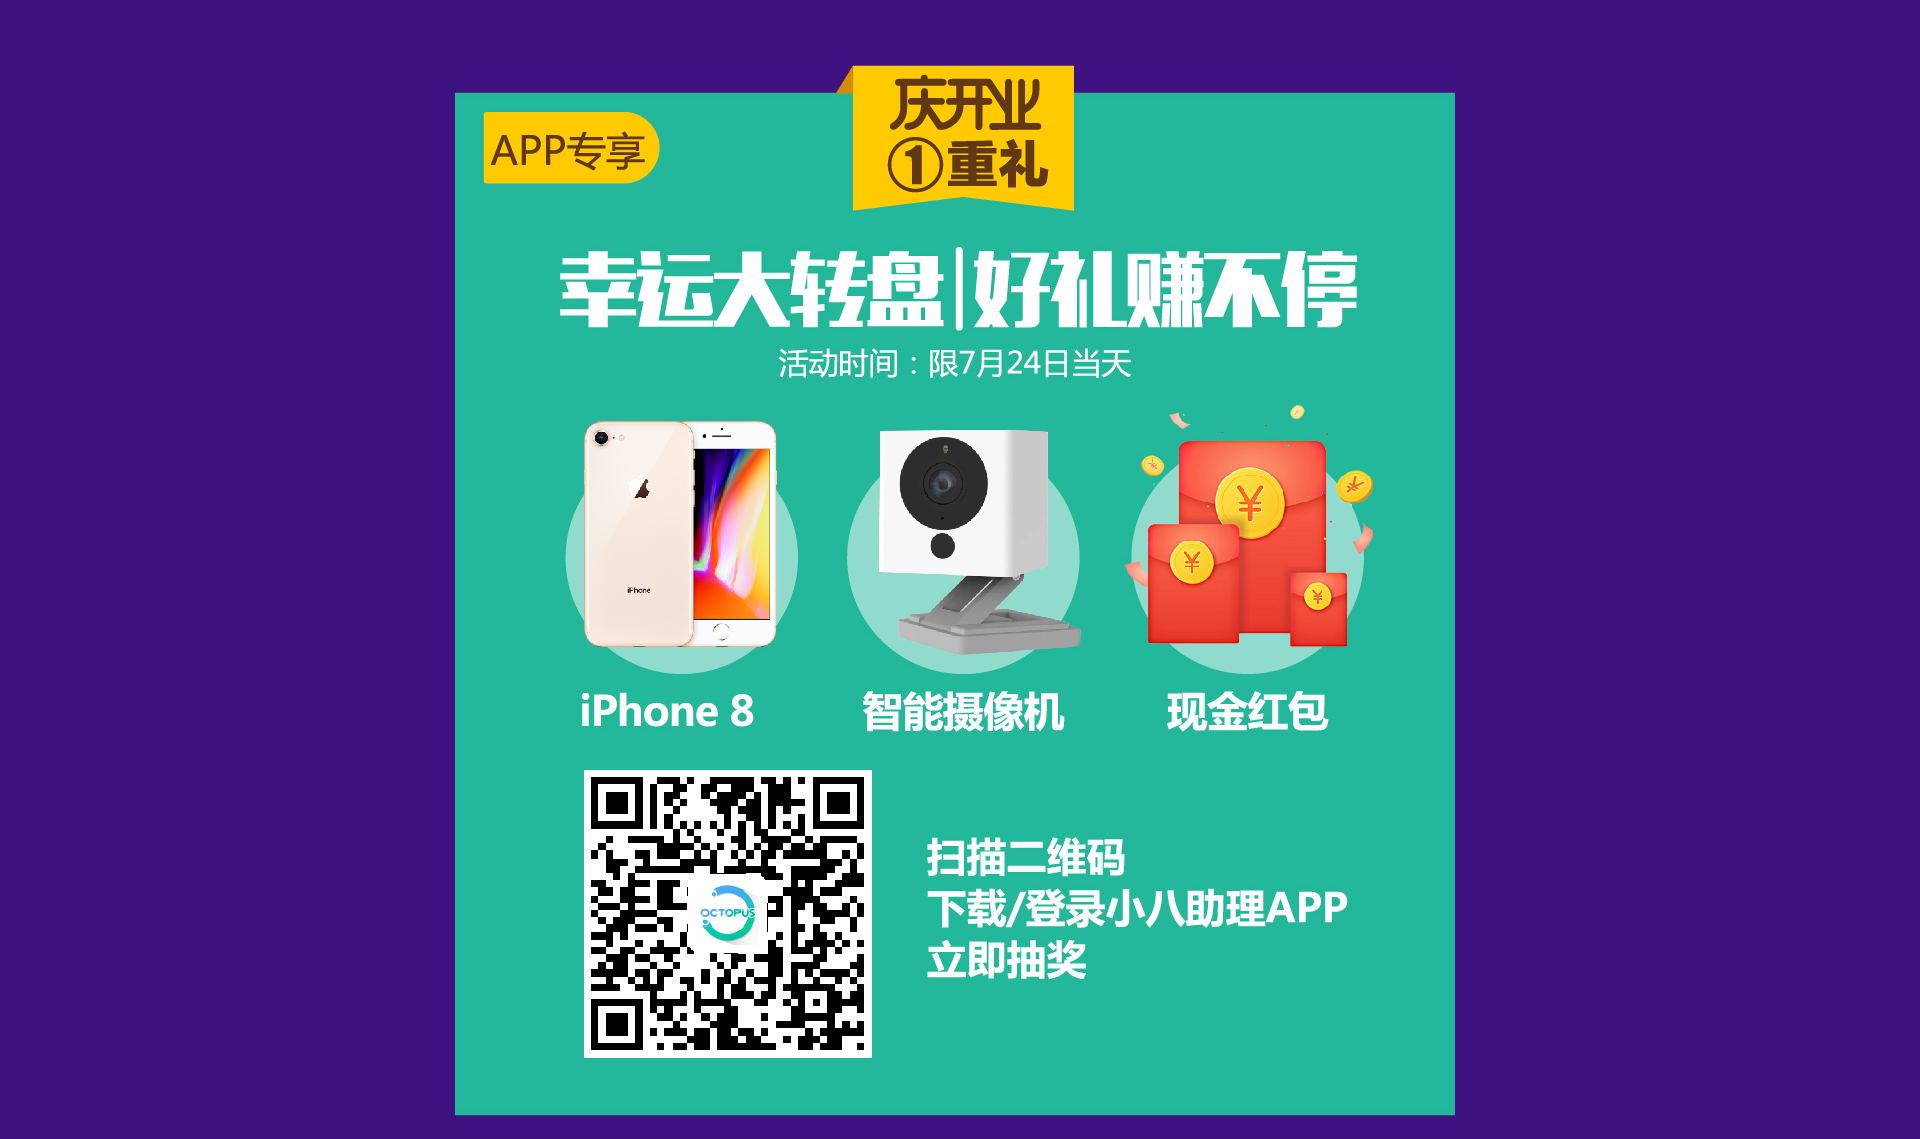 庆开业
①重礼
APP专享
幸运大转盘|好礼赚不停
活动时间：限7月24日当天
iPhone
iPhone 8
智能摄像机
现金红包
OCTOPUS
扫描二维码
下载/登录小八助理APP
立即抽奖